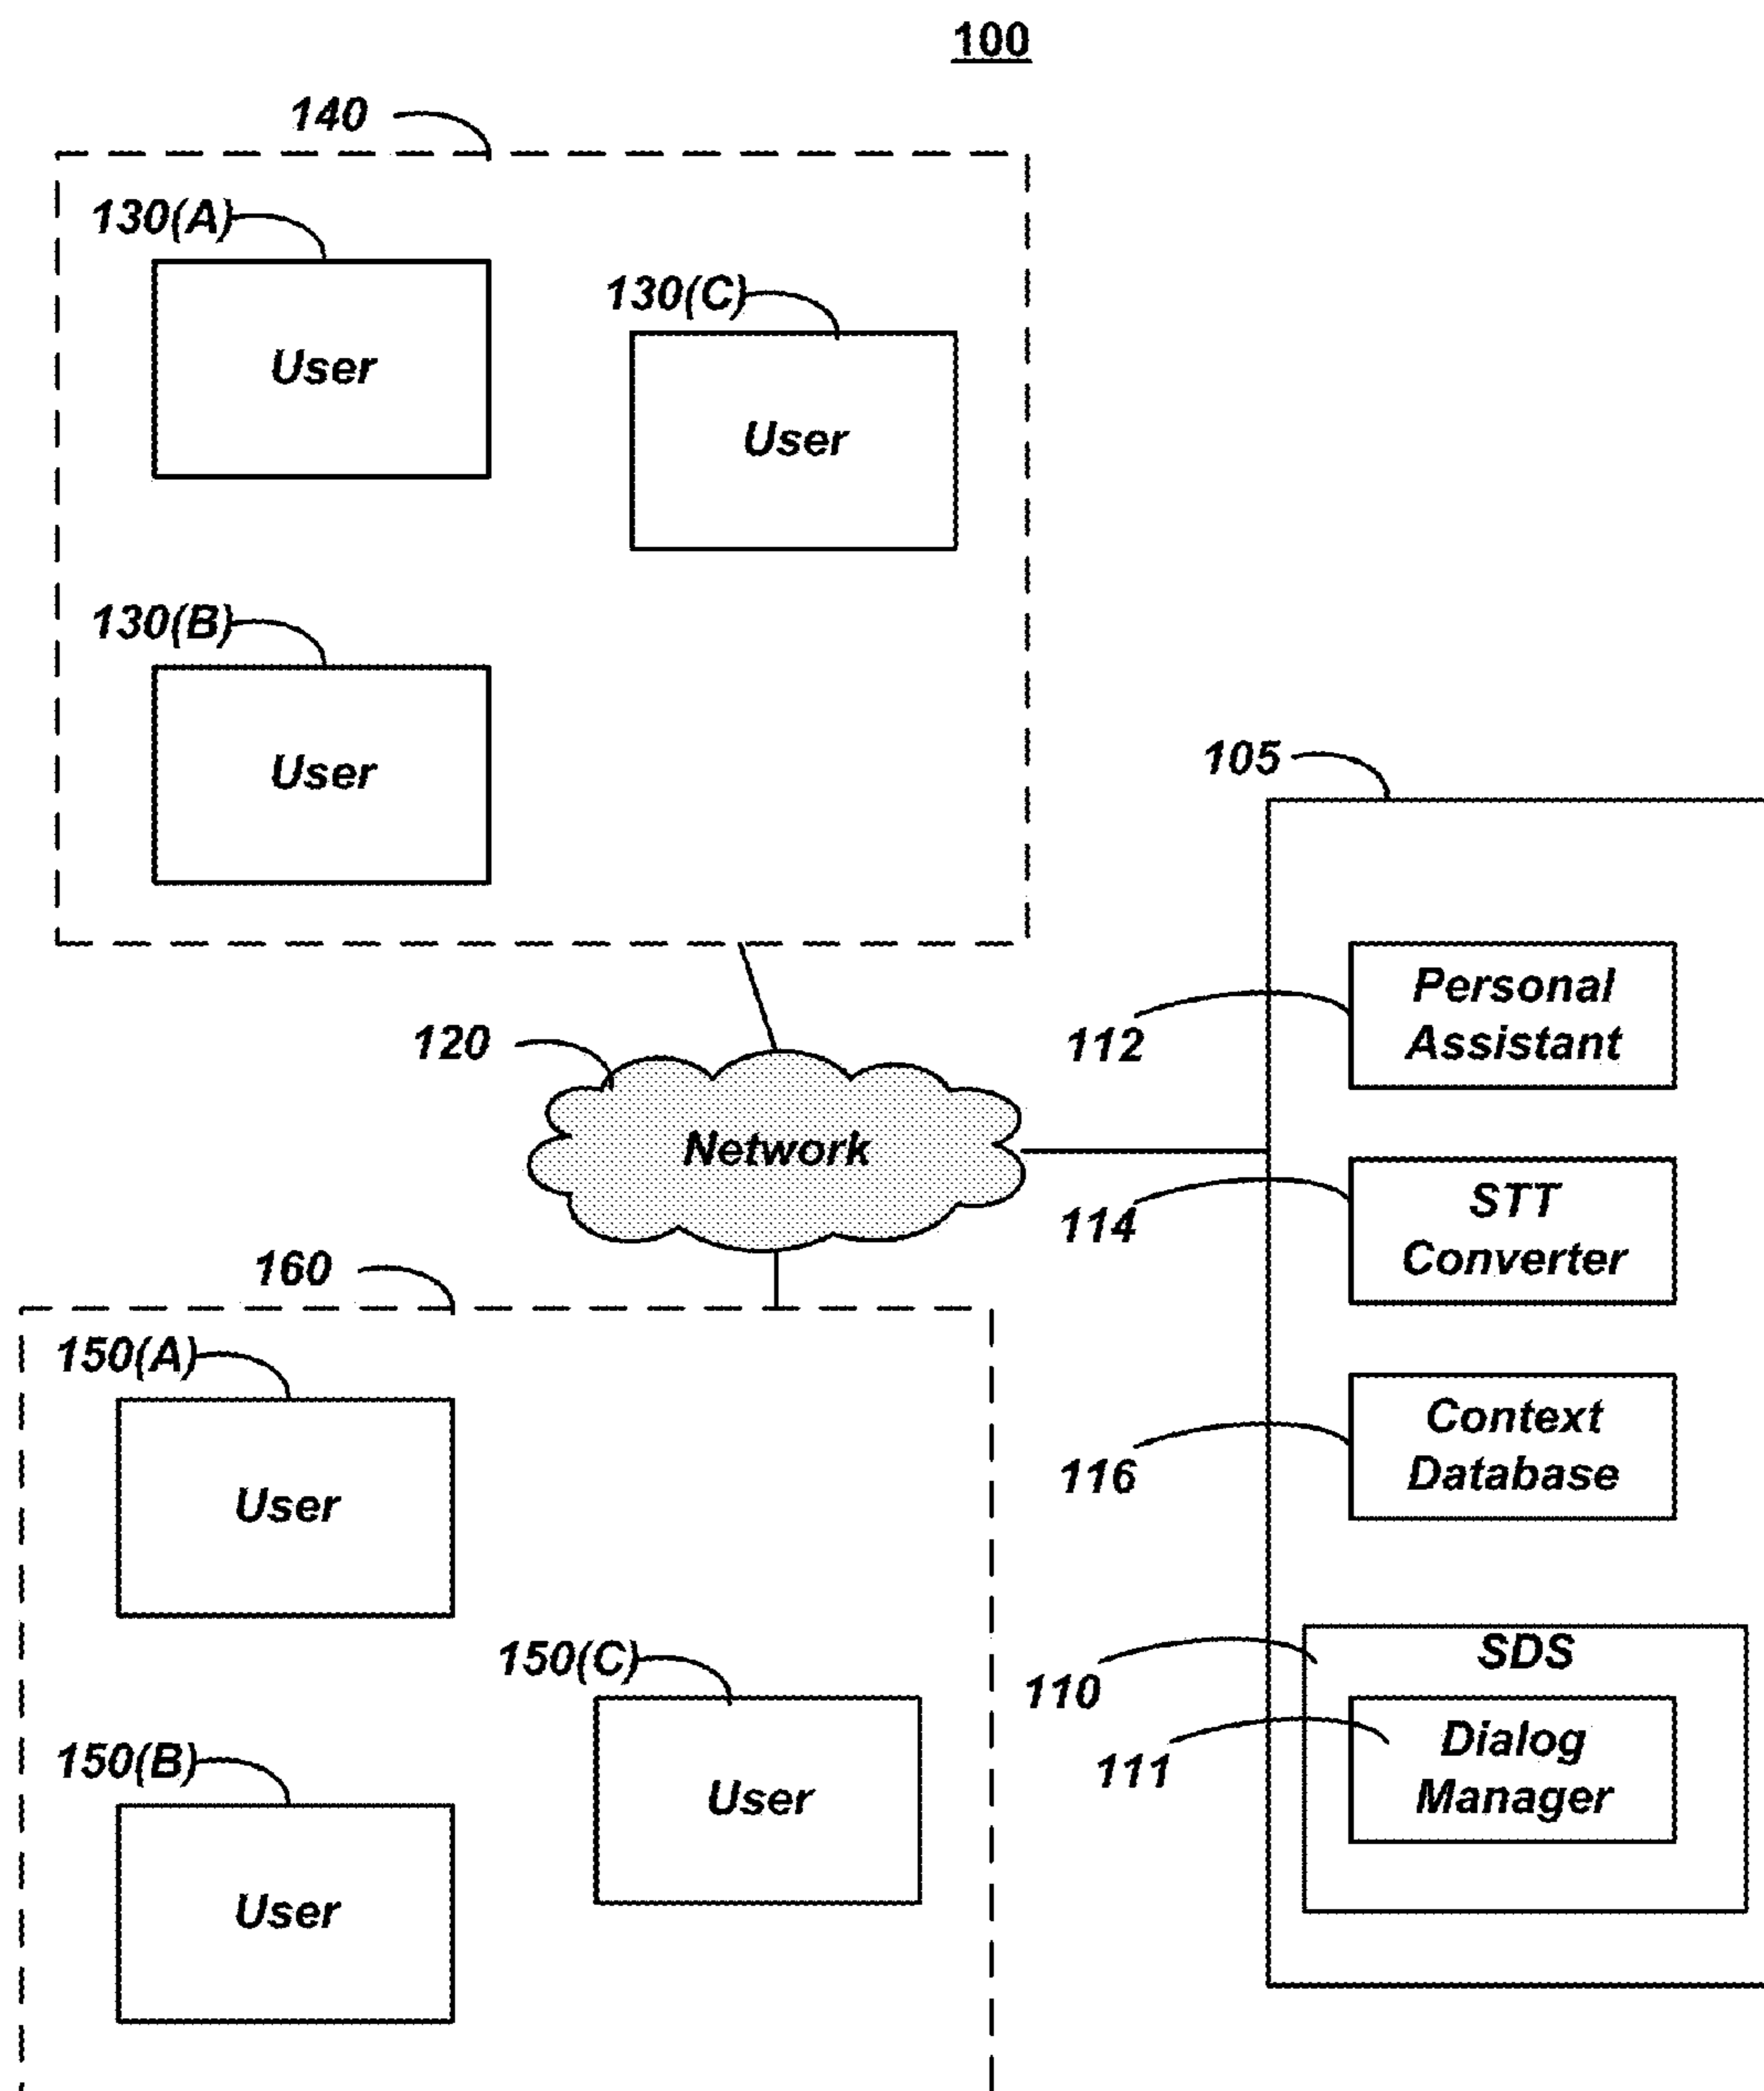 100
140
130(A)
User
130(C)
User
130(B)
User
105
Personal
Assistant
112
120
Network
STT
Converter
114
160
150(A)
User
Context
Database
116
150(C)
User
SDS
110
Dialog
Manager
111
150(B)
User